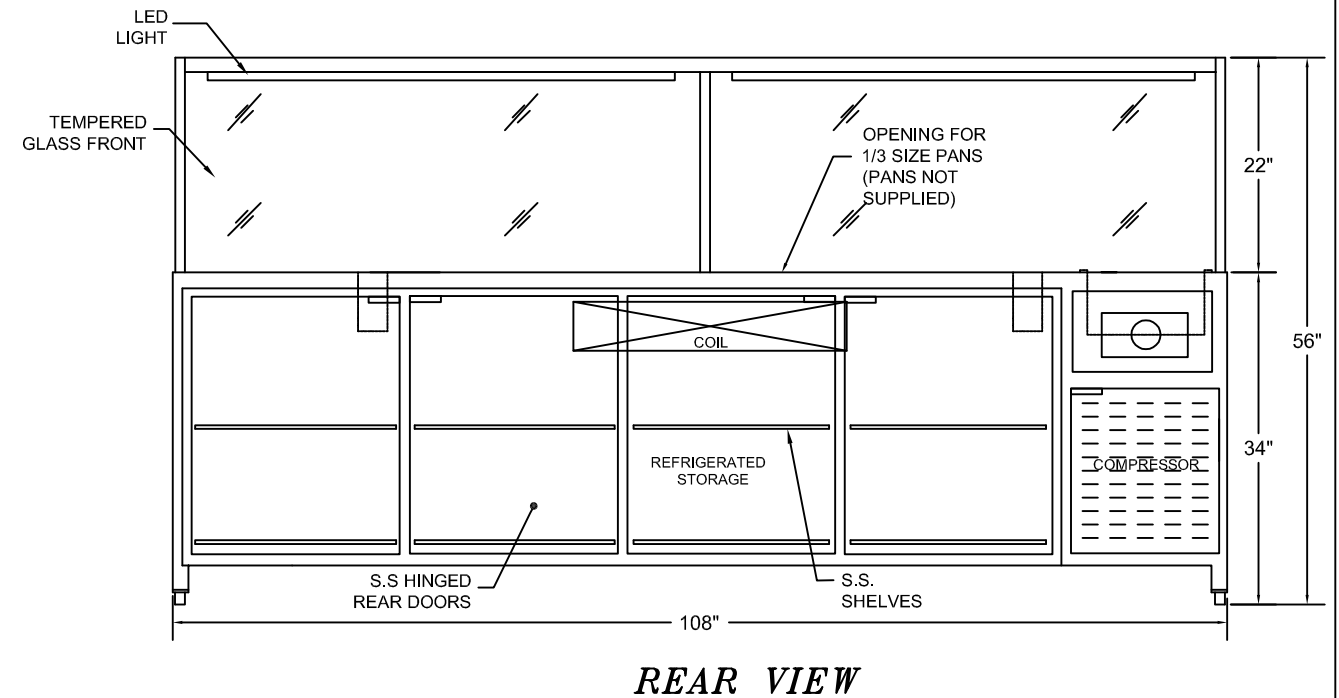 LED
LIGHT
TEMPERED
GLASS FRONT
OPENING FOR
1/3 SIZE PANS
(PANS NOT
SUPPLIED)
22"
56"
34"
COIL
REFRIGERATED
STORAGE
COMPRESSOR
S.S HINGED
REAR DOORS
S.S.
SHELVES
108"
REAR VIEW